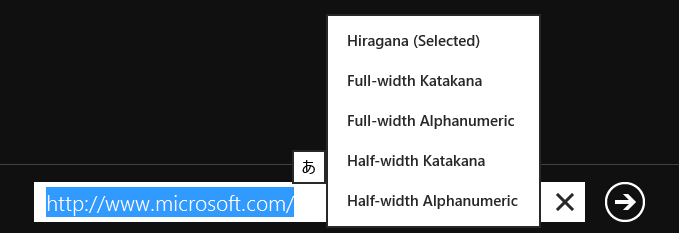 Hiragana (Selected)
Full-width Katakana
Full-width Alphanumeric
Half-width Katakana
Half-width Alphanumeric
あ
http://www.microsoft.com/